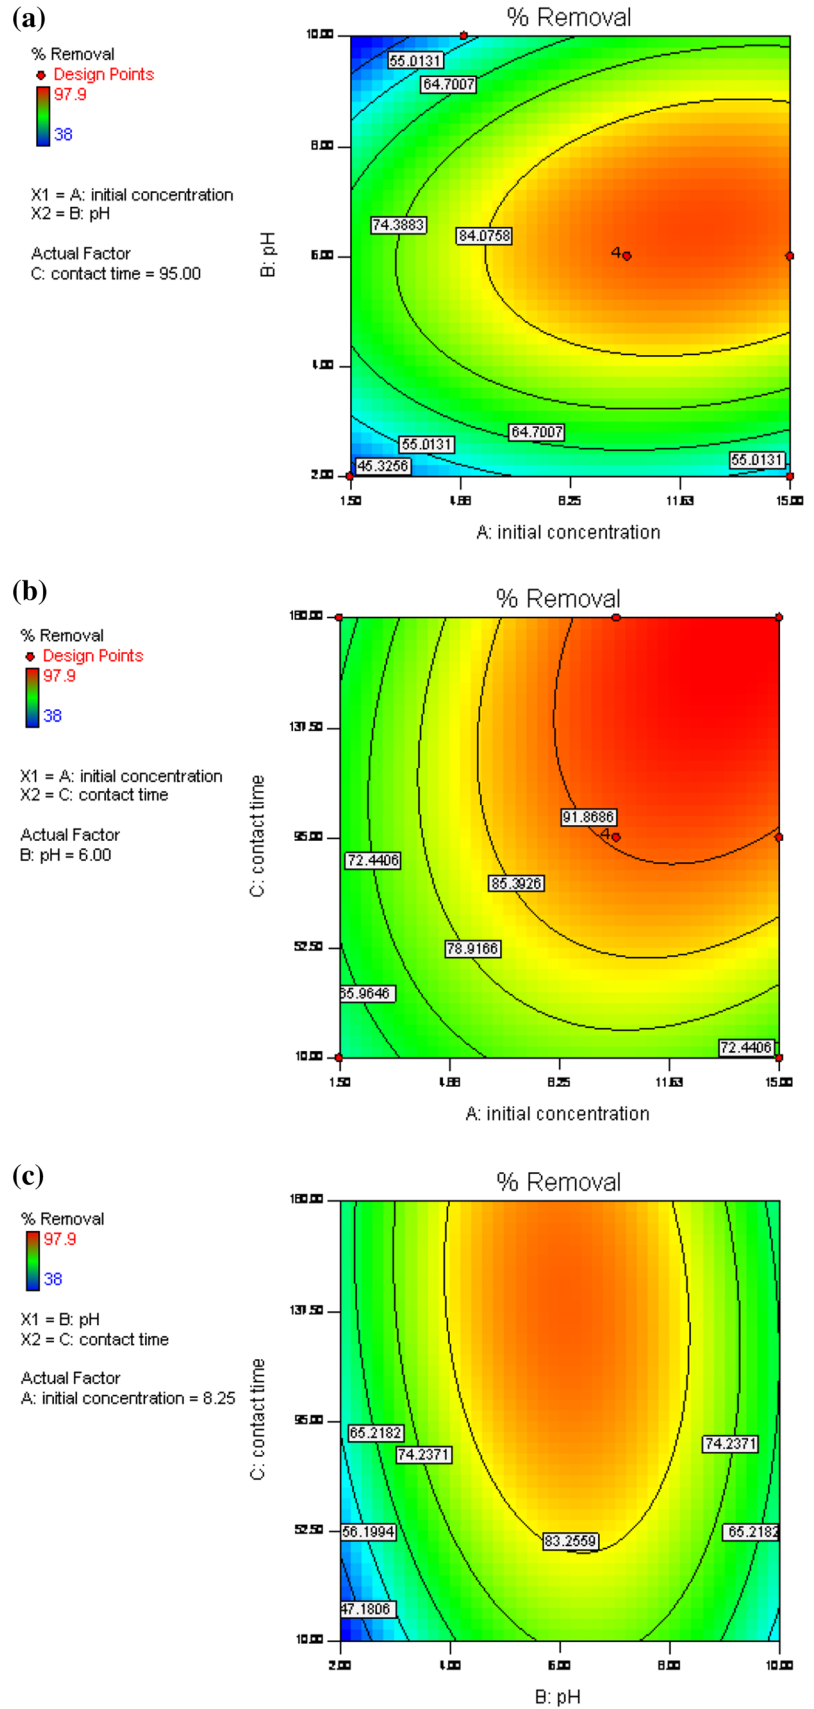 (a)
% Removal
% Removal
Design Points
97.9
38
X1 = A: initial concentration
X2 = B: pH
Actual Factor
C: contact time = 95.00
B: pH
10.00
8.00
6.00
4.00
2.00
55.0131
64.7007
74.3883
84.0758
4
64.7007
55.0131
55.0131
45.3256
1.50
4.88
8.25
11.63
15.00
A: initial concentration
(b)
% Removal
% Removal
Design Points
97.9
38
X1 = A: initial concentration
X2 = C: contact time
Actual Factor
B: pH = 6.00
C: contact time
180.00
137.50
95.00
52.50
10.00
91.8686
4
72.4406
85.3926
78.9166
65.9646
72.4406
1.50
4.88
8.25
11.63
15.00
A: initial concentration
(c)
% Removal
% Removal
97.9
38
X1 = B: pH
X2 = C: contact time
Actual Factor
A: initial concentration = 8.25
C: contact time
180.00
137.50
95.00
52.50
10.00
65.2182
74.2371
74.2371
56.1994
83.2559
65.2182
47.1806
2.00
4.00
6.00
8.00
10.00
B: pH